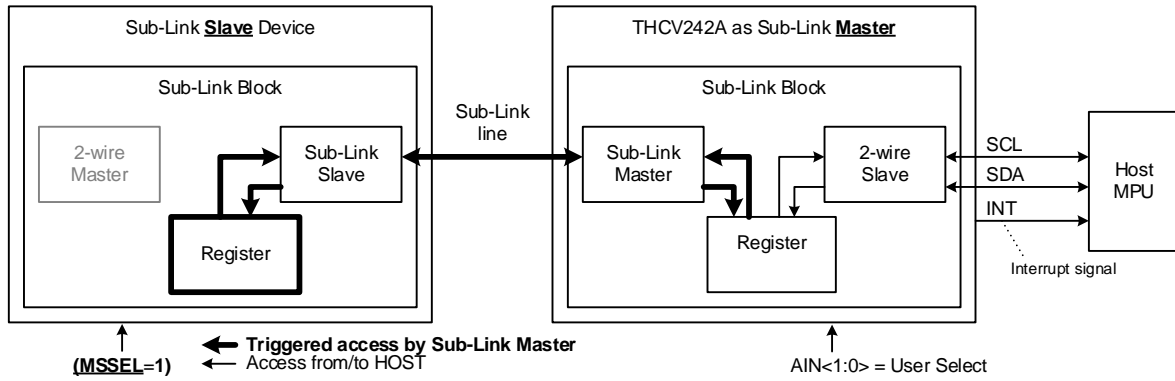 Sub-Link Slave Device
THCV242A as Sub-Link Master
Sub-Link Block
Sub-Link Block
2-wire
Master
Sub-Link
Slave
Register
Sub-Link
line
Sub-Link
Master
2-wire
Slave
Register
SCL
SDA
INT
Host
MPU
Interrupt signal
(MSSEL=1)
Triggered access by Sub-Link Master
Access from/to HOST
AIN<1:0> = User Select